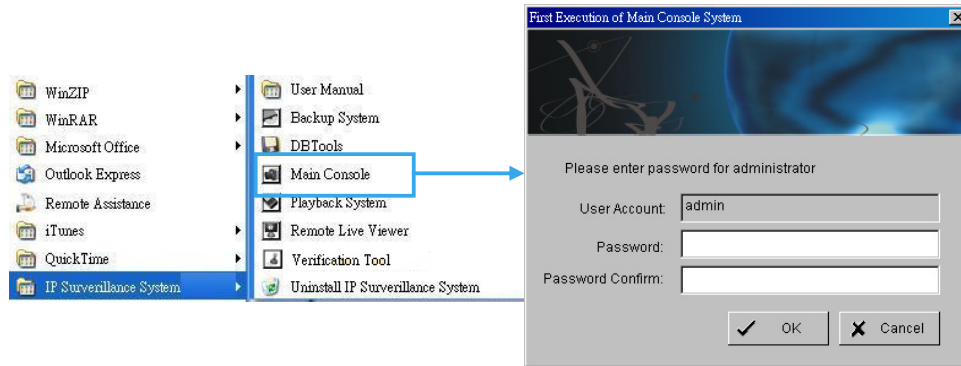 WinZIP
WinRAR
Microsoft Office
Outlook Express
Remote Assistance
iTunes
QuickTime
IP Surverillance System
User Manual
Backup System
DBTools
Main Console
Playback System
Remote Live Viewer
Verification Tool
Uninstall IP Surverillance System
First Execution of Main Console System
Please enter password for administrator
User Account: admin
Password:
Password Confirm:
OK Cancel